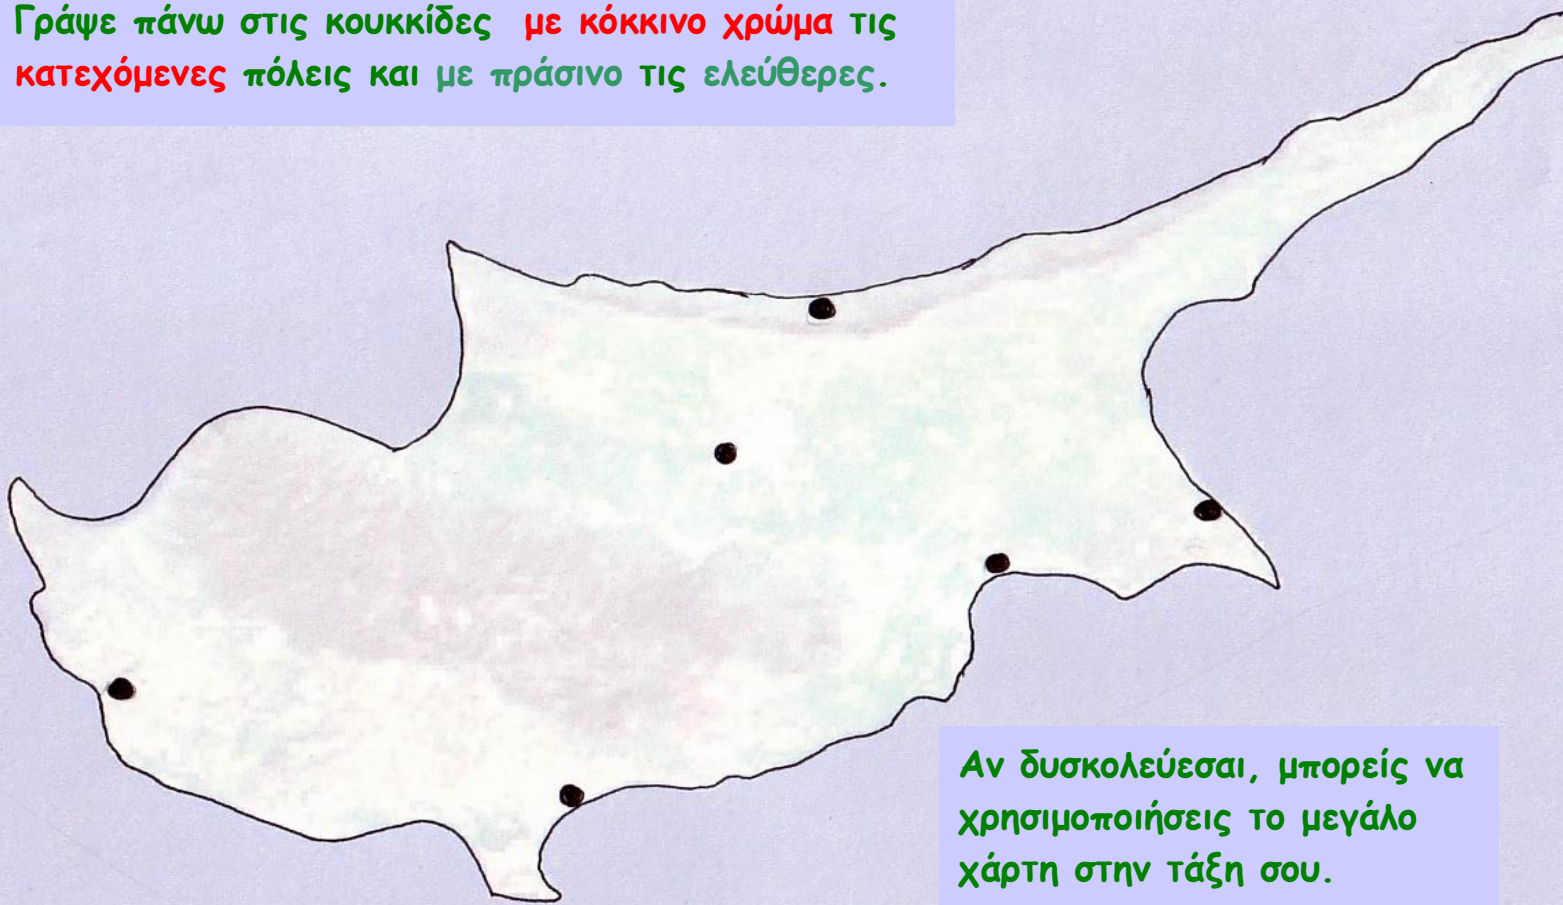 Γράψε πάνω στις κουκκίδες με κόκκινο χρώμα τις
κατεχόμενες πόλεις και με πράσινο τις ελεύθερες.
Αν δυσκολεύεσαι, μπορείς να
χρησιμοποιήσεις το μεγάλο
χάρτη στην τάξη σου.